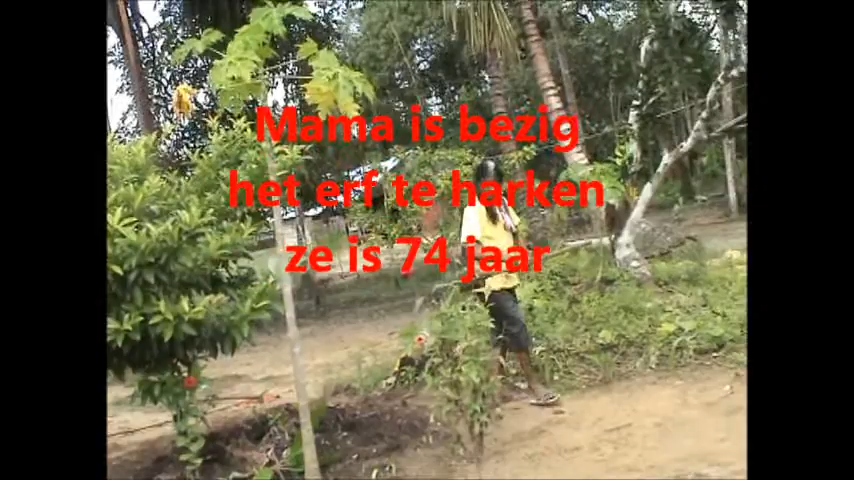 Mama is bezig
het erf te harken
ze is 74 jaar